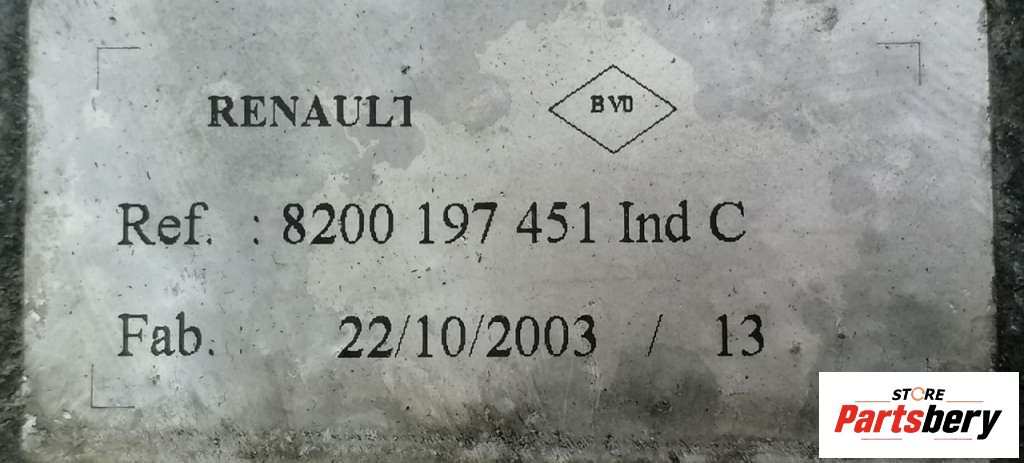 RENAULT
BVD
Ref. : 8200 197 451 Ind C
Fab. : 22/10/2003 / 13
STORE
Partsbery